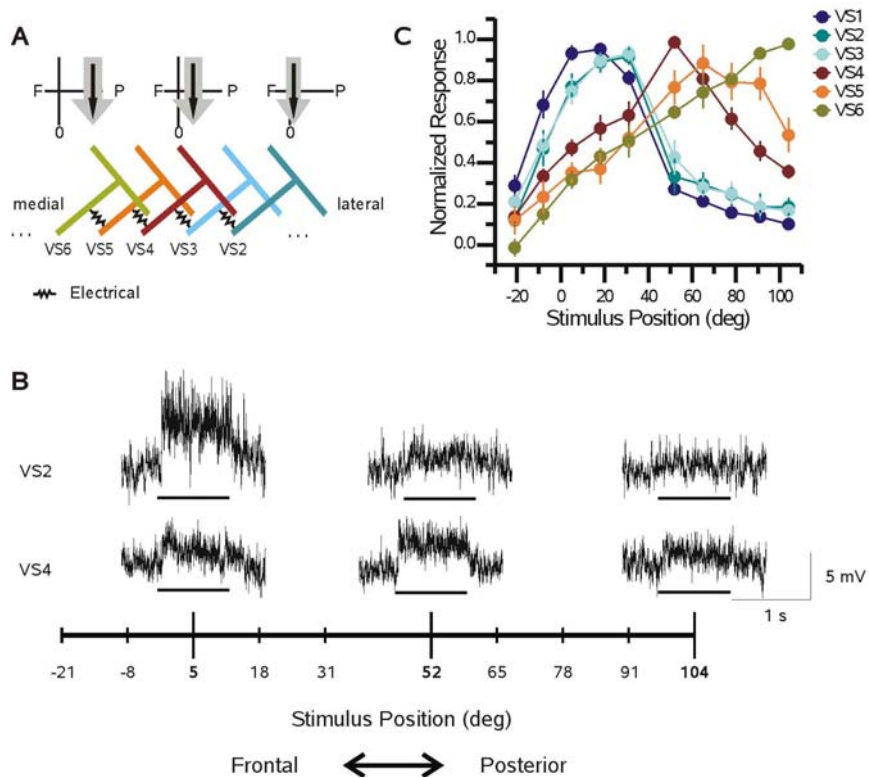 A
F P F P F P
0 0 0
medial lateral
... ...
VS6 VS5 VS4 VS3 VS2
Electrical
C
Normalized Response
1.0
0.8
0.6
0.4
0.2
0.0
-20 0 20 40 60 80 100
Stimulus Position (deg)
VS1
VS2
VS3
VS4
VS5
VS6
B
VS2
VS4
5 mV
1 s
-21 -8 5 18 31 52 65 78 91 104
Stimulus Position (deg)
Frontal Posterior